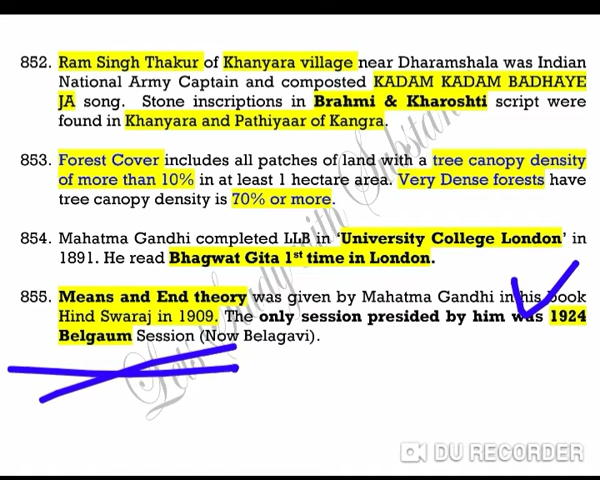 852. Ram Singh Thakur of Khanyara village near Dharamshala was Indian
National Army Captain and composted KADAM KADAM BADHAYE
JA song. Stone inscriptions in Brahmi & Kharoshti script were
found in Khanyara and Pathiyaar of Kangra.
853. Forest Cover includes all patches of land with a tree canopy density
of more than 10% in at least 1 hectare area. Very Dense forests have
tree canopy density is 70% or more.
854. Mahatma Gandhi completed LLB in ‘University College London’ in
1891. He read Bhagwat Gita 1st time in London.
855. Means and End theory was given by Mahatma Gandhi in his book
Hind Swaraj in 1909. The only session presided by him was 1924
Belgaum Session (Now Belagavi).
Lets Study with Substan
DU RECORDER